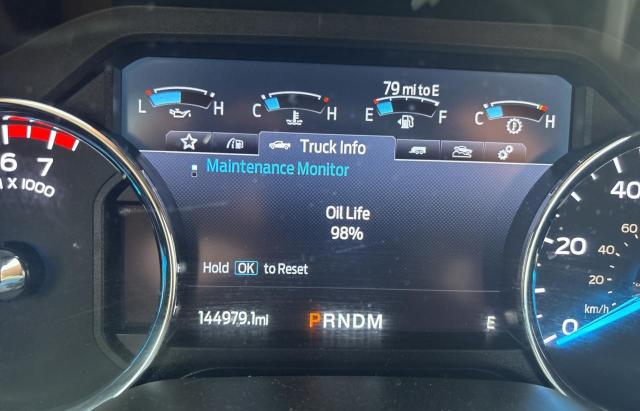 79 mi to E
L H C H E F C H
Truck Info
Maintenance Monitor
Oil Life
98%
Hold OK to Reset
144979.1mi PRNDM E
6 7
X 1000
40
20
0
60
40
20
km/h